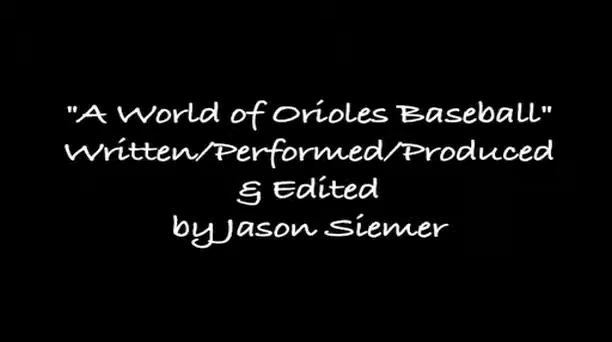 "A World of Orioles Baseball"
Written/Performed/Produced
& Edited
by Jason Siemer